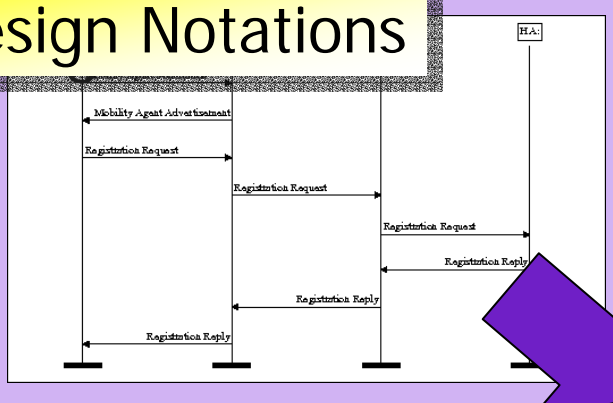 esign Notations
HA:
Mobility Agent Advertisement
Registration Request
Registration Request
Registration Request
Registration Reply
Registration Reply
Registration Reply